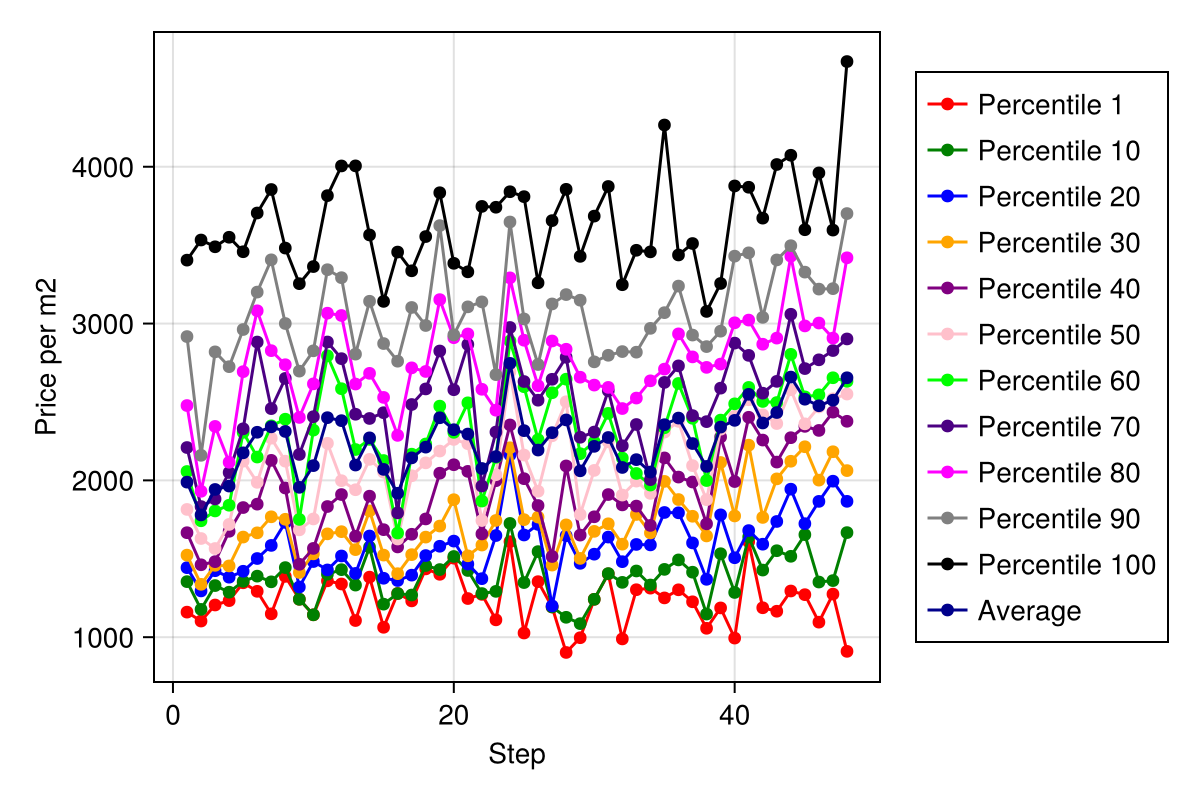 4000
3000
2000
1000
Price per m2
0 20 40
Step
Percentile 1
Percentile 10
Percentile 20
Percentile 30
Percentile 40
Percentile 50
Percentile 60
Percentile 70
Percentile 80
Percentile 90
Percentile 100
Average